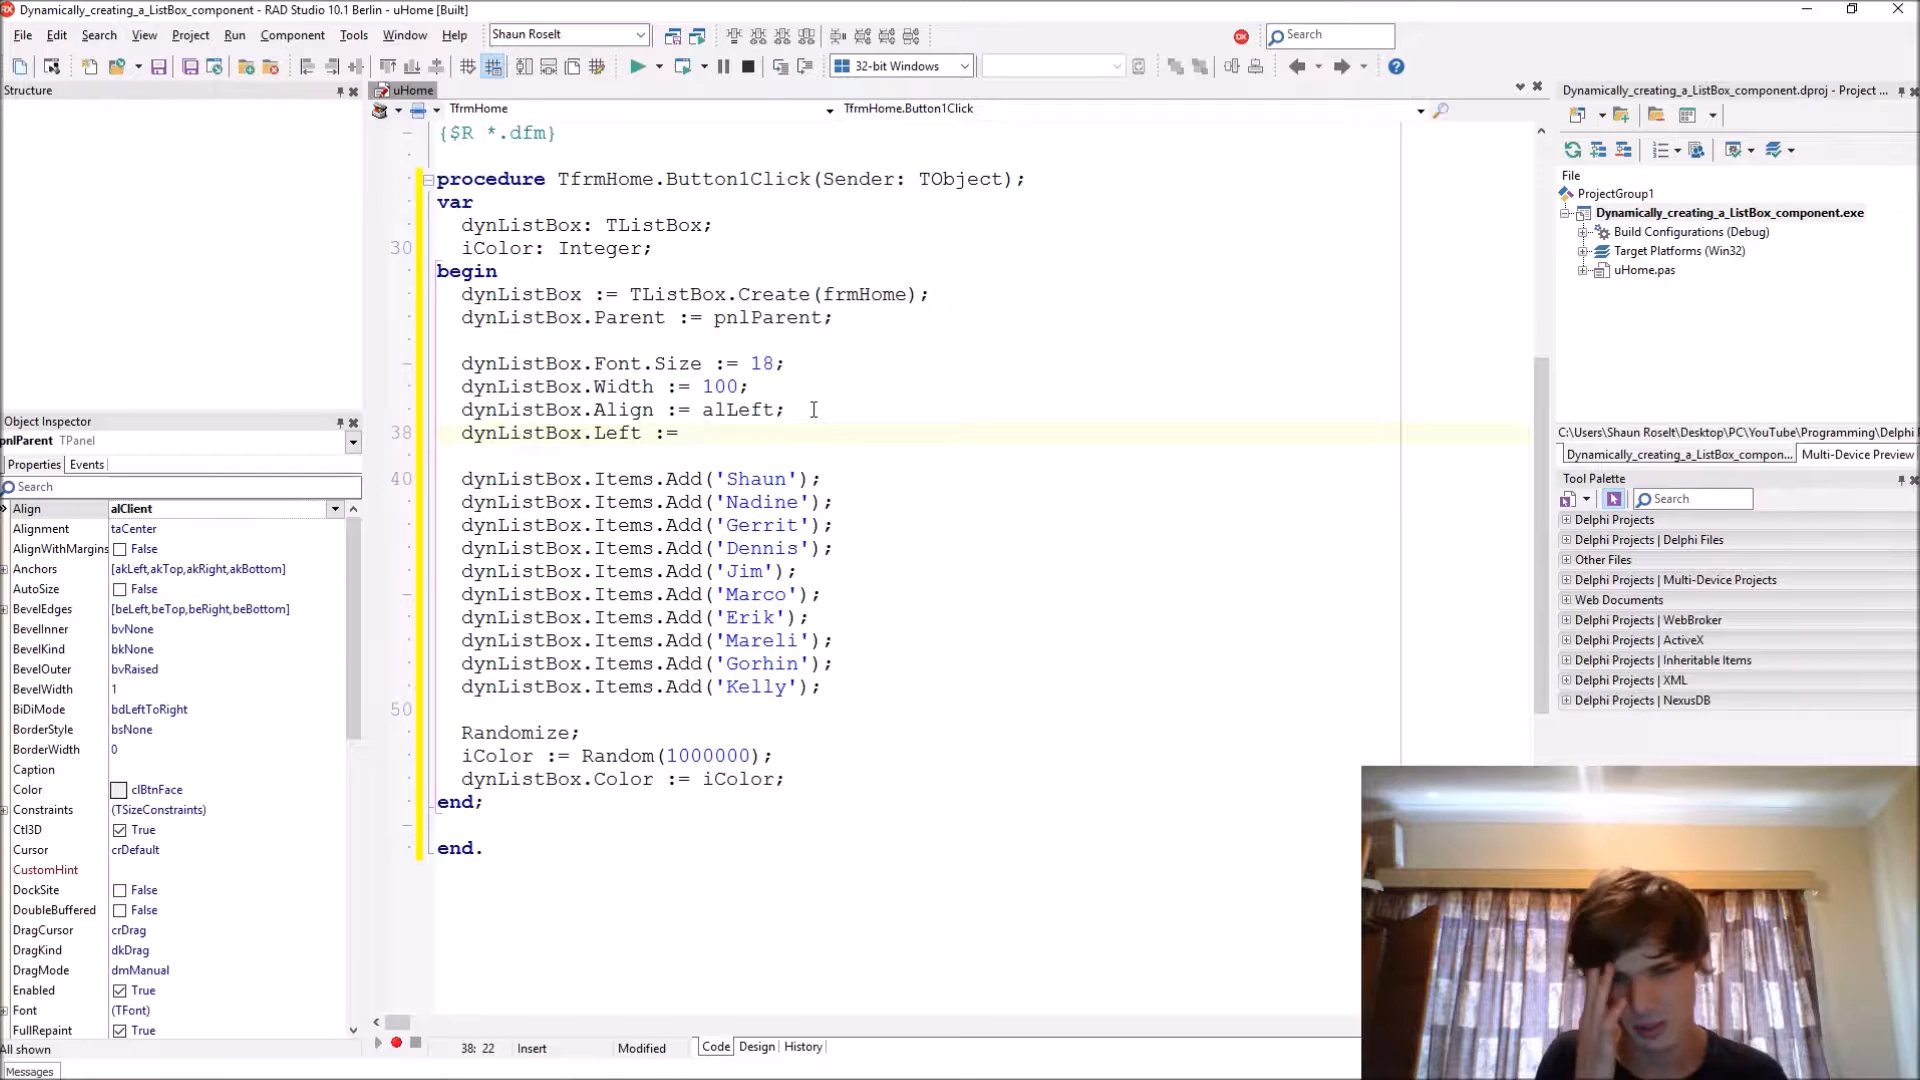 Dynamically_creating_a_ListBox_component - RAD Studio 10.1 Berlin - uHome [Built]
File Edit Search View Project Run Component Tools Window Help
Shaun Roselt
Search
32-bit Windows
Structure
uHome
TfrmHome
TfrmHome.Button1Click
{$R *.dfm}
procedure TfrmHome.Button1Click(Sender: TObject);
var
dynListBox: TListBox;
30 iColor: Integer;
begin
dynListBox := TListBox.Create(frmHome);
dynListBox.Parent := pnlParent;
dynListBox.Font.Size := 18;
dynListBox.Width := 100;
dynListBox.Align := alLeft;
38 dynListBox.Left :=
40 dynListBox.Items.Add('Shaun');
dynListBox.Items.Add('Nadine');
dynListBox.Items.Add('Gerrit');
dynListBox.Items.Add('Dennis');
dynListBox.Items.Add('Jim');
dynListBox.Items.Add('Marco');
dynListBox.Items.Add('Erik');
dynListBox.Items.Add('Mareli');
dynListBox.Items.Add('Gorhin');
dynListBox.Items.Add('Kelly');
50
Randomize;
iColor := Random(1000000);
dynListBox.Color := iColor;
end;
end.
38: 22 Insert Modified Code Design History
Object Inspector
pnlParent TPanel
Properties Events
Search
Align alClient
Alignment taCenter
AlignWithMargins False
Anchors [akLeft,akTop,akRight,akBottom]
AutoSize False
BevelEdges [beLeft,beTop,beRight,beBottom]
BevelInner bvNone
BevelKind bkNone
BevelOuter bvRaised
BevelWidth 1
BiDiMode bdLeftToRight
BorderStyle bsNone
BorderWidth 0
Caption
Color clBtnFace
Constraints (TSizeConstraints)
Ctl3D True
Cursor crDefault
CustomHint
DockSite False
DoubleBuffered False
DragCursor crDrag
DragKind dkDrag
DragMode dmManual
Enabled True
Font (TFont)
FullRepaint True
All shown
Messages
Dynamically_creating_a_ListBox_component.dproj - Project ...
File
ProjectGroup1
Dynamically_creating_a_ListBox_component.exe
Build Configurations (Debug)
Target Platforms (Win32)
uHome.pas
C:\Users\Shaun Roselt\Desktop\PC\YouTube\Programming\Delphi
Dynamically_creating_a_ListBox_compon... Multi-Device Preview
Tool Palette
Search
Delphi Projects
Delphi Projects | Delphi Files
Other Files
Delphi Projects | Multi-Device Projects
Web Documents
Delphi Projects | WebBroker
Delphi Projects | ActiveX
Delphi Projects | Inheritable Items
Delphi Projects | XML
Delphi Projects | NexusDB